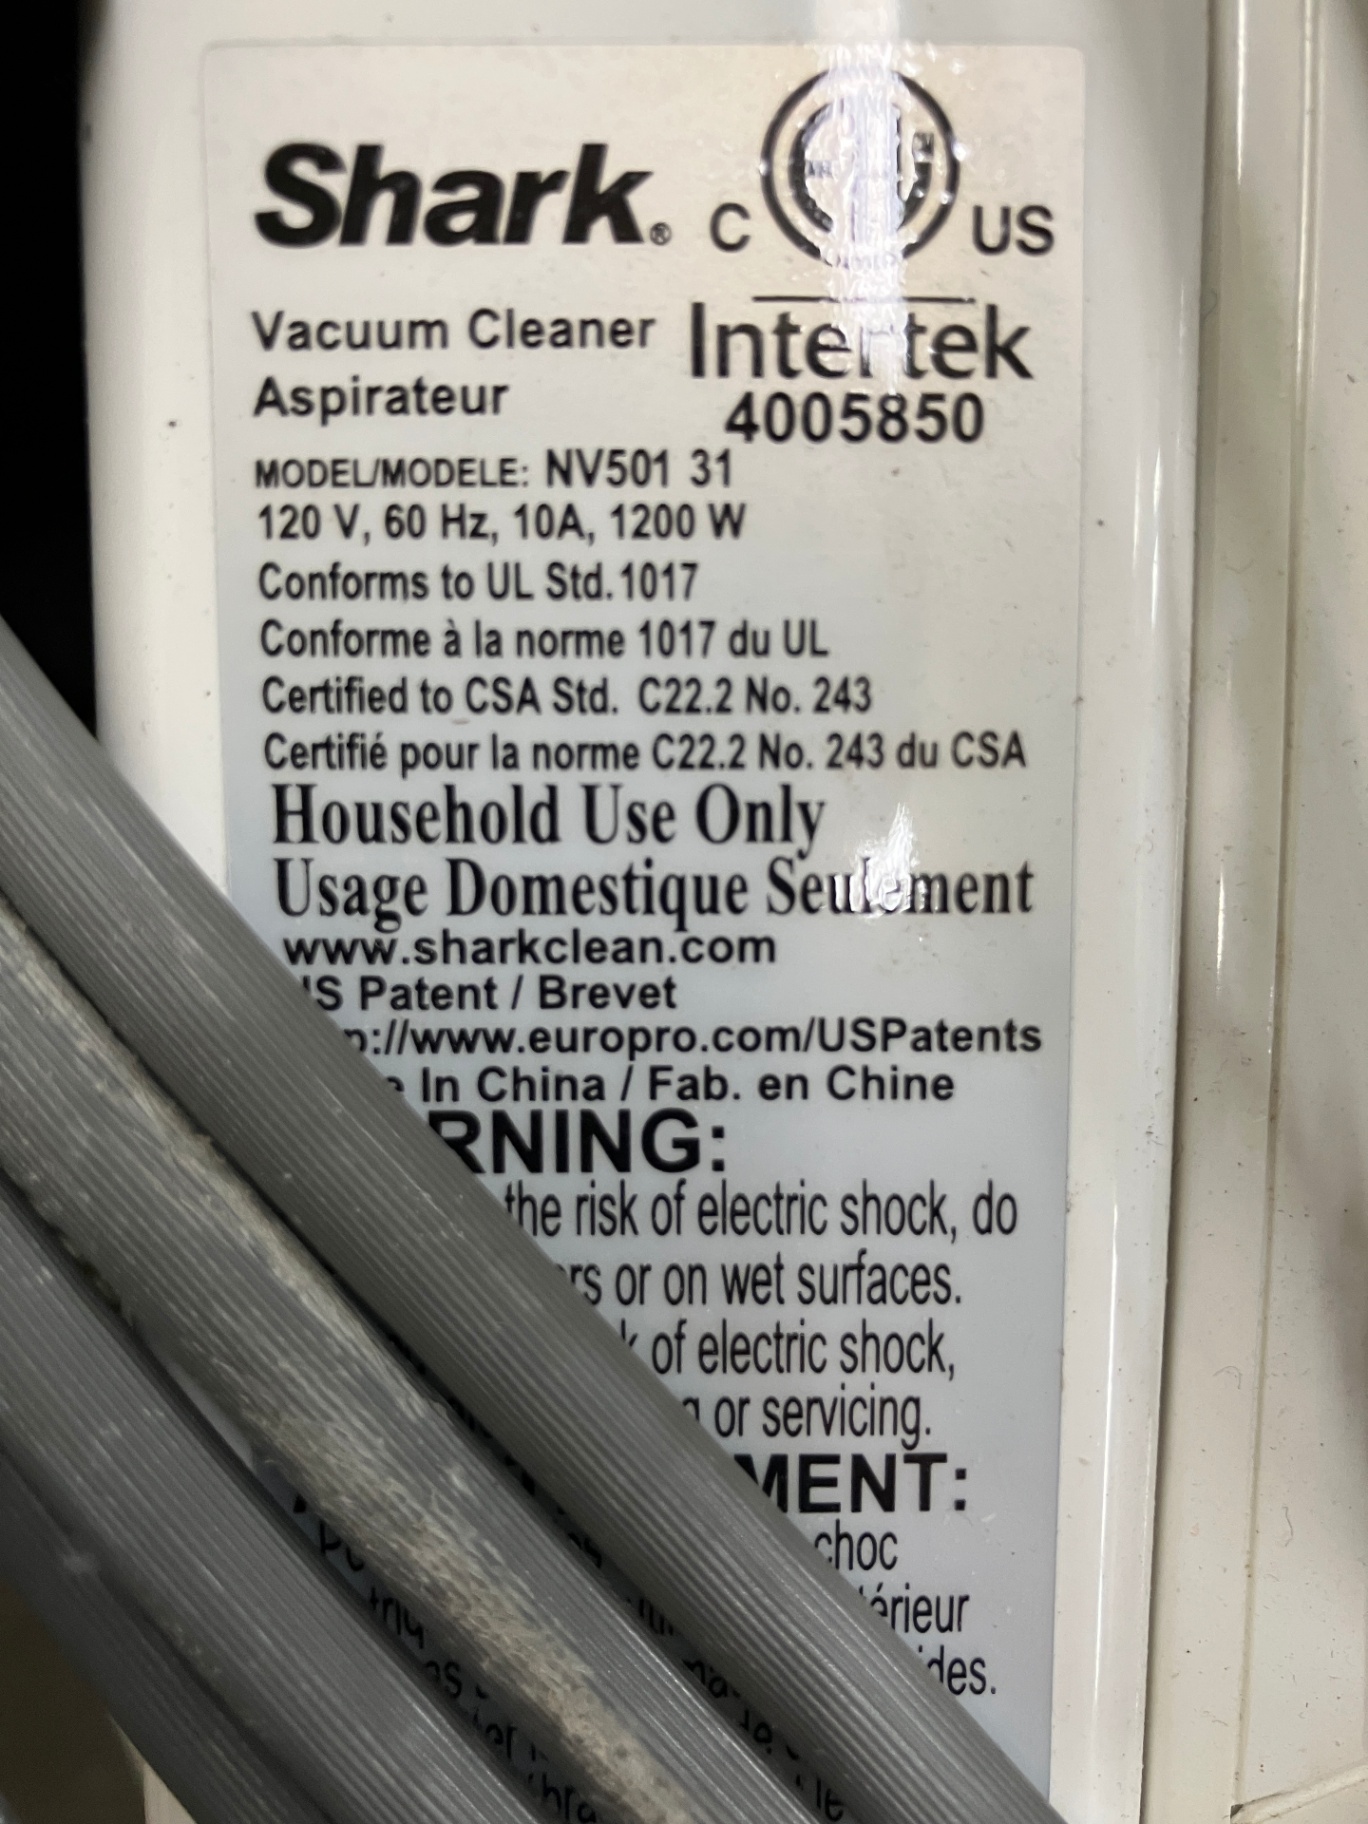 Shark®
C US
Intertek
4005850
Vacuum Cleaner
Aspirateur
MODEL/MODELE: NV501 31
120 V, 60 Hz, 10A, 1200 W
Conforms to UL Std. 1017
Conforme à la norme 1017 du UL
Certified to CSA Std. C22.2 No. 243
Certifié pour la norme C22.2 No. 243 du CSA
Household Use Only
Usage Domestique Seulement
www.sharkclean.com
Patent / Brevet
://www.europro.com/USPatents
In China / Fab. en Chine
RNING:
the risk of electric shock, do
or on wet surfaces.
of electric shock,
or servicing.
MENT:
choc